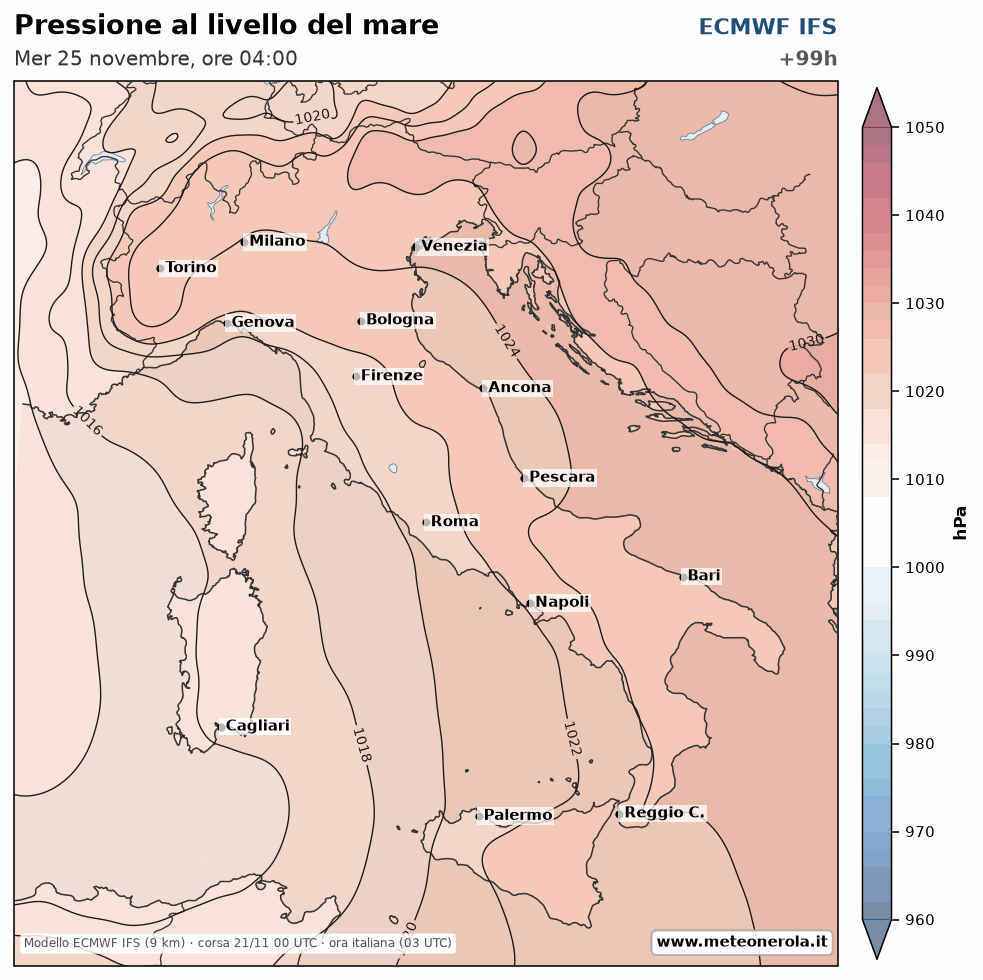 Pressione al livello del mare
ECMWF IFS
Mer 25 novembre, ore 04:00
+99h
1020
1050
1040
1030
1020
1010
1000
990
980
970
960
hPa
Milano
Venezia
Torino
Genova
Bologna
1024
1030
Firenze
Ancona
1016
Pescara
Roma
Bari
Napoli
Cagliari
1018
1022
Palermo
Reggio C.
Modello ECMWF IFS (9 km) · corsa 21/11 00 UTC · ora italiana (03 UTC)
www.meteonerola.it